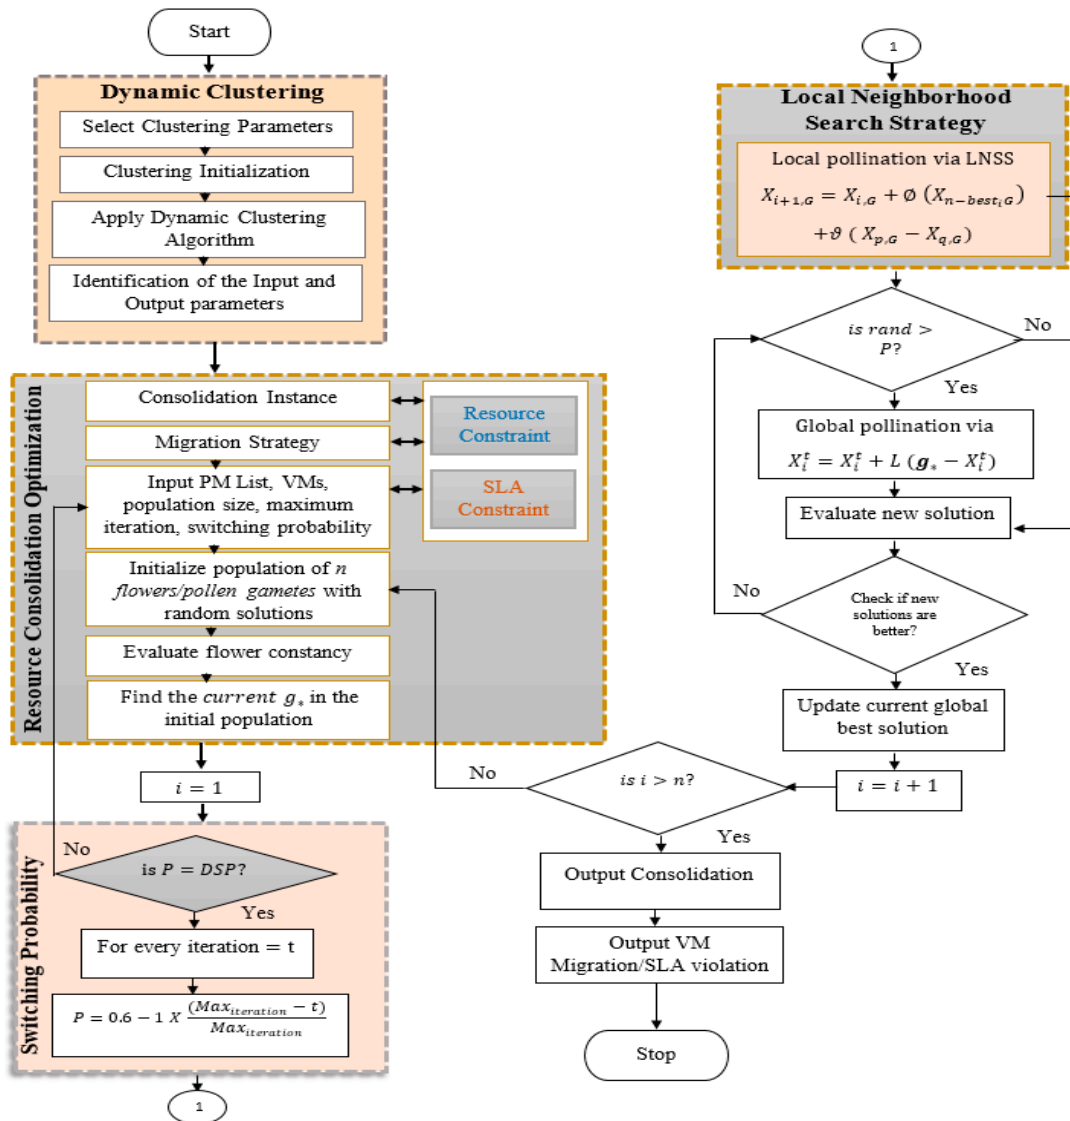 Start
Dynamic Clustering
Select Clustering Parameters
Clustering Initialization
Apply Dynamic Clustering
Algorithm
Identification of the Input and
Output parameters
Resource Consolidation Optimization
Consolidation Instance
Migration Strategy
Input PM List, VMs,
population size, maximum
iteration, switching probability
Initialize population of n
flowers/pollen gametes with
random solutions
Evaluate flower constancy
Find the current g* in the
initial population
Resource
Constraint
SLA
Constraint
i = 1
Switching Probability
No
is P = DSP?
Yes
For every iteration = t
P = 0.6 − 1 X (Max_iteration − t) / Max_iteration
1
1
Local Neighborhood
Search Strategy
Local pollination via LNSS
X_{i+1,G} = X_{i,G} + ∅ (X_{n−best_i G})
+ϑ ( X_{p,G} − X_{q,G})
is rand >
P?
No
Yes
Global pollination via
X_i^t = X_i^t + L (g* − X_i^t)
Evaluate new solution
No
Check if new
solutions are
better?
Yes
Update current global
best solution
i = i + 1
No
is i > n?
Yes
Output Consolidation
Output VM
Migration/SLA violation
Stop